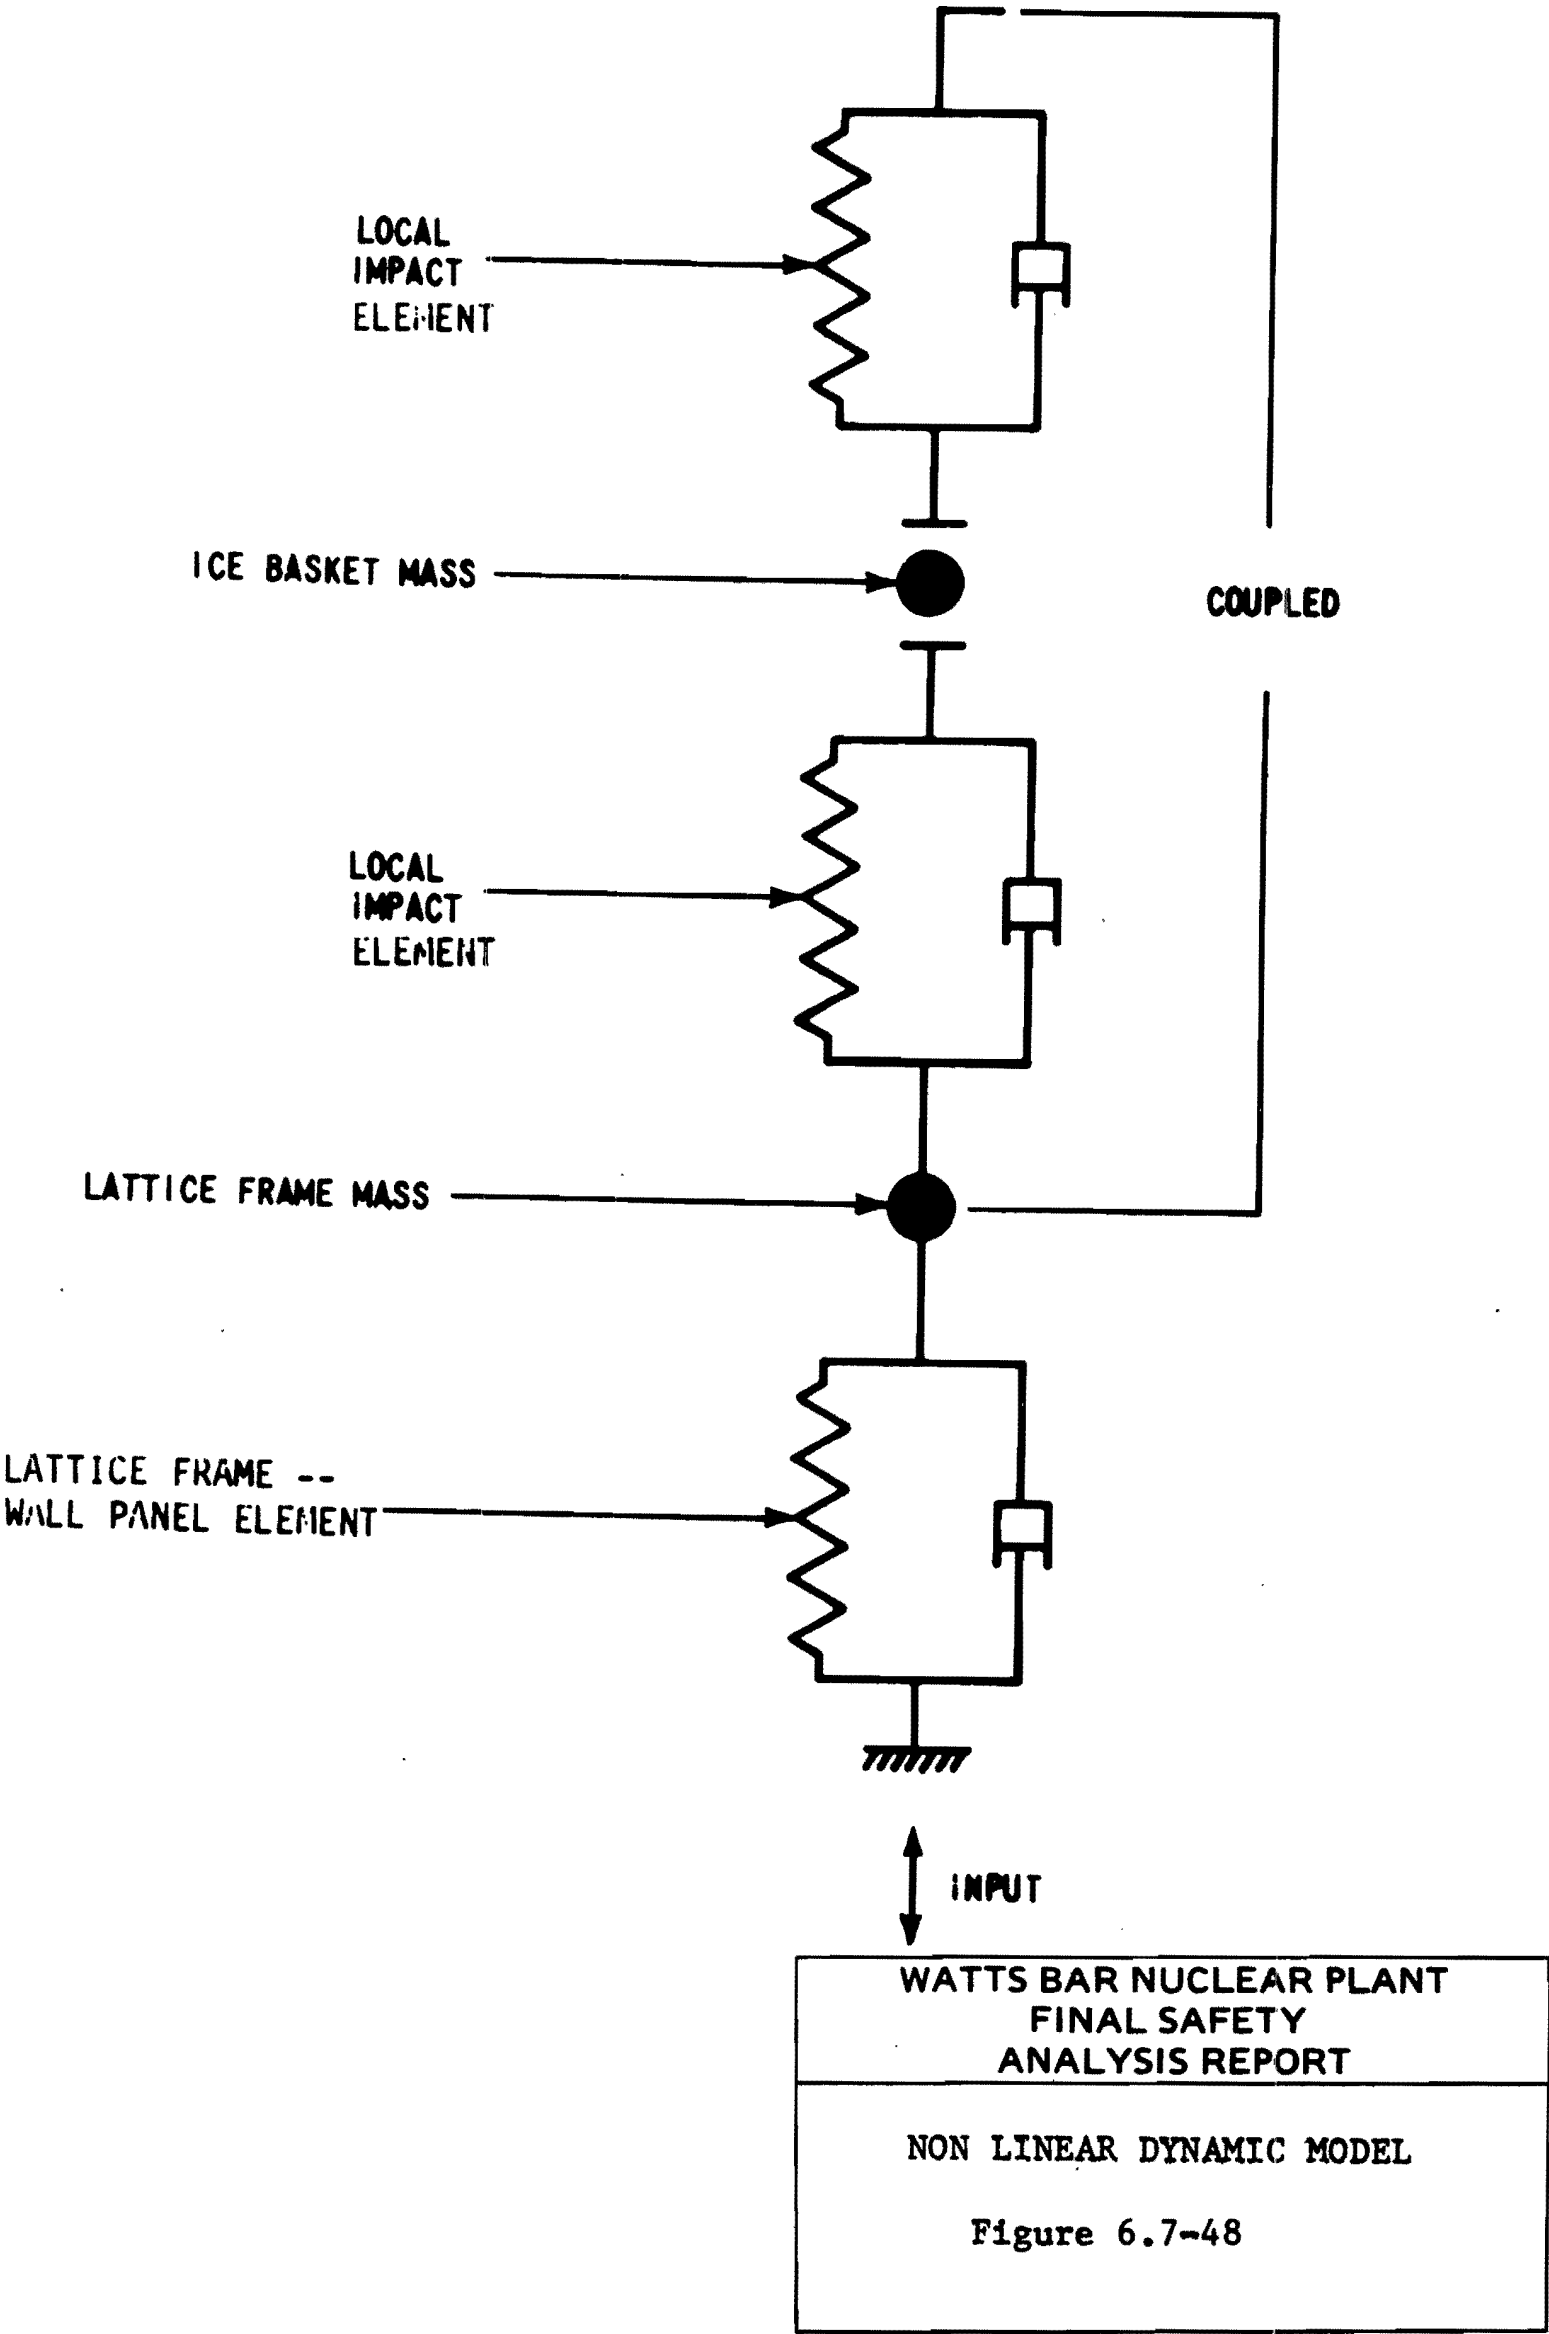 LOCAL
IMPACT
ELEMENT
ICE BASKET MASS
COUPLED
LOCAL
IMPACT
ELEMENT
LATTICE FRAME MASS
LATTICE FRAME --
WALL PANEL ELEMENT
INPUT
WATTS BAR NUCLEAR PLANT
FINAL SAFETY
ANALYSIS REPORT
NON LINEAR DYNAMIC MODEL
Figure 6.7-48